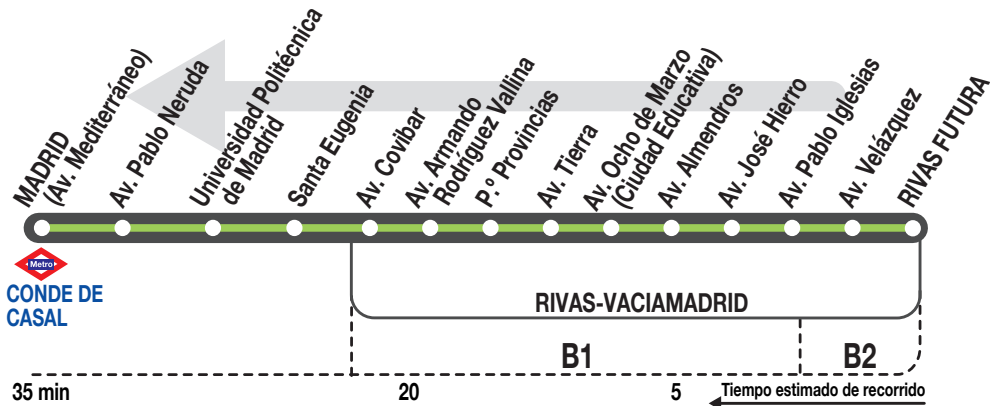 MADRID
(Av. Mediterráneo)
Av. Pablo Neruda
Universidad Politécnica
de Madrid
Santa Eugenia
Av. Covibar
Av. Armando
Rodríguez Vallina
P.º Provincias
Av. Tierra
Av. Ocho de Marzo
(Ciudad Educativa)
Av. Almendros
Av. José Hierro
Av. Pablo Iglesias
Av. Velázquez
RIVAS FUTURA
Metro
CONDE DE
CASAL
RIVAS-VACIAMADRID
B1
B2
35 min
20
5
Tiempo estimado de recorrido